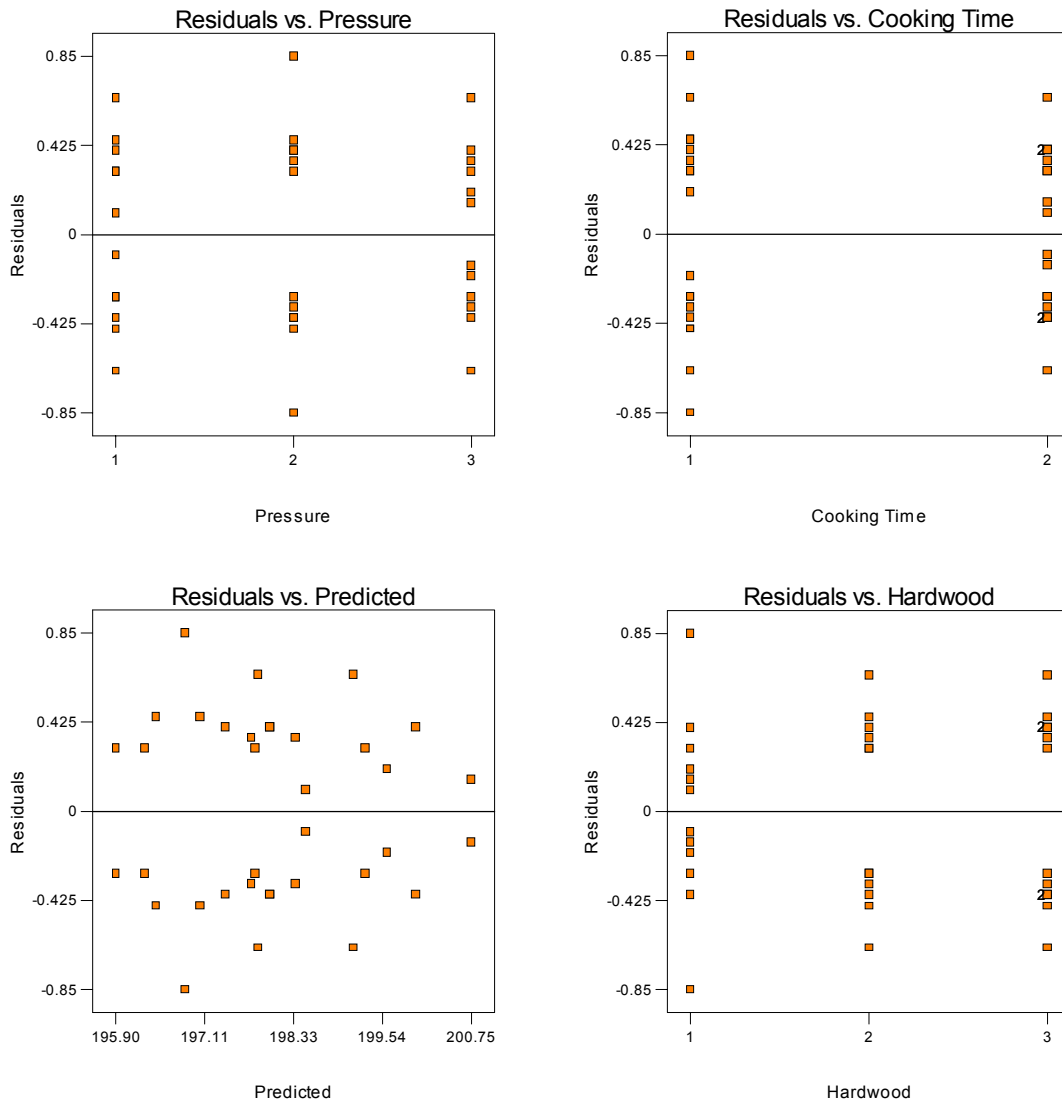 Residuals vs. Pressure
Residuals
0.85
0.425
0
-0.425
-0.85
1 2 3
Pressure
Residuals vs. Cooking Time
Residuals
0.85
0.425
0
-0.425
-0.85
2
2
1 2
Cooking Time
Residuals vs. Predicted
Residuals
0.85
0.425
0
-0.425
-0.85
195.90 197.11 198.33 199.54 200.75
Predicted
Residuals vs. Hardwood
Residuals
0.85
0.425
0
-0.425
-0.85
2
2
1 2 3
Hardwood